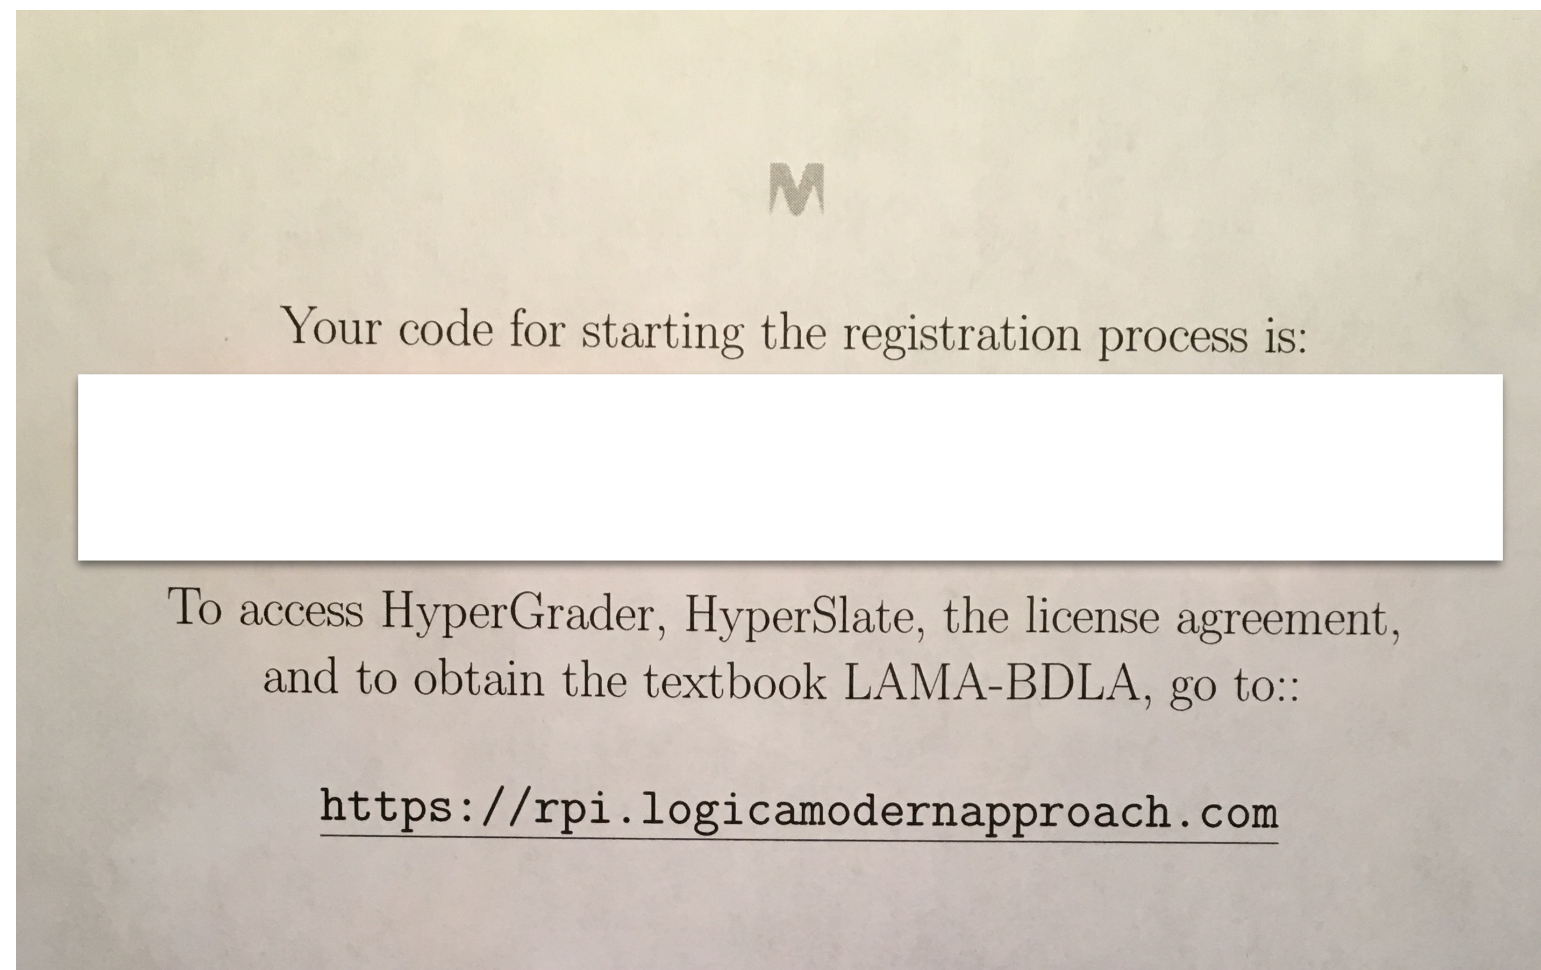 M
Your code for starting the registration process is:
To access HyperGrader, HyperSlate, the license agreement,
and to obtain the textbook LAMA-BDLA, go to::
https://rpi.logicamodernapproach.com